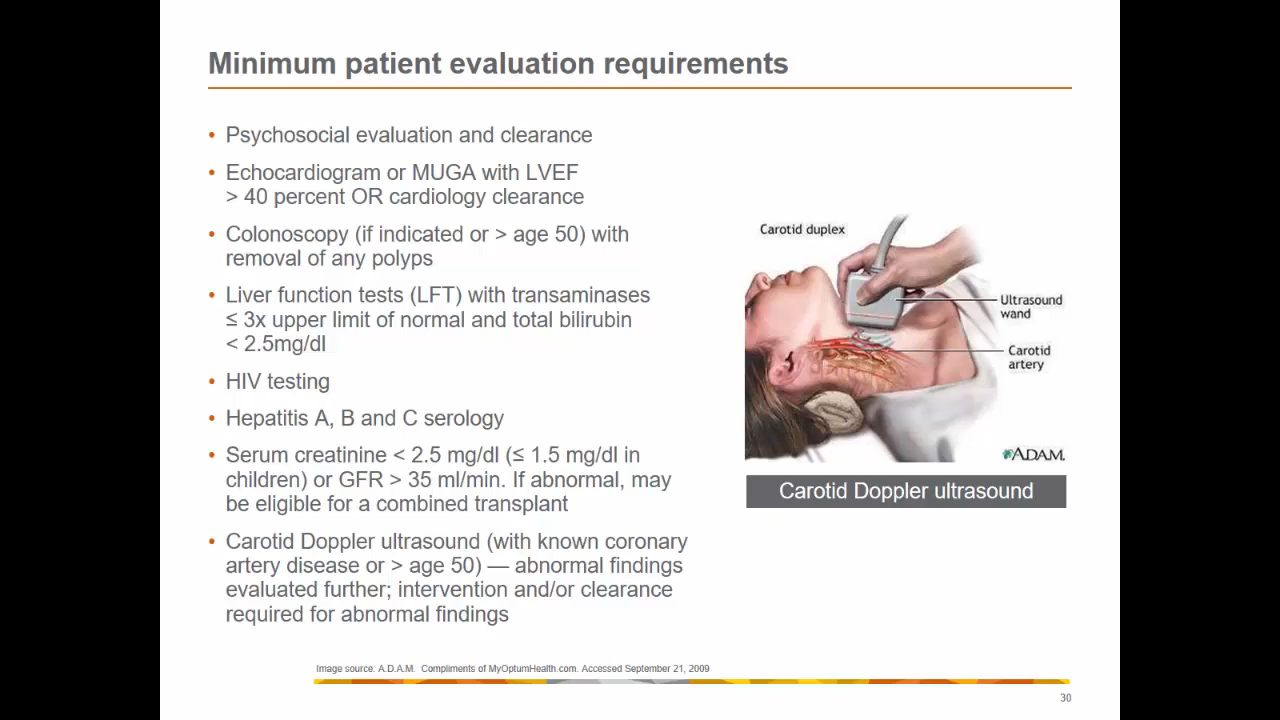 Minimum patient evaluation requirements
• Psychosocial evaluation and clearance
• Echocardiogram or MUGA with LVEF
> 40 percent OR cardiology clearance
• Colonoscopy (if indicated or > age 50) with
removal of any polyps
• Liver function tests (LFT) with transaminases
≤ 3x upper limit of normal and total bilirubin
< 2.5mg/dl
• HIV testing
• Hepatitis A, B and C serology
• Serum creatinine < 2.5 mg/dl (≤ 1.5 mg/dl in
children) or GFR > 35 ml/min. If abnormal, may
be eligible for a combined transplant
• Carotid Doppler ultrasound (with known coronary
artery disease or > age 50) — abnormal findings
evaluated further; intervention and/or clearance
required for abnormal findings
Carotid duplex
Ultrasound
wand
Carotid
artery
ADAM.
Carotid Doppler ultrasound
Image source: A.D.A.M. Compliments of MyOptumHealth.com. Accessed September 21, 2009
30